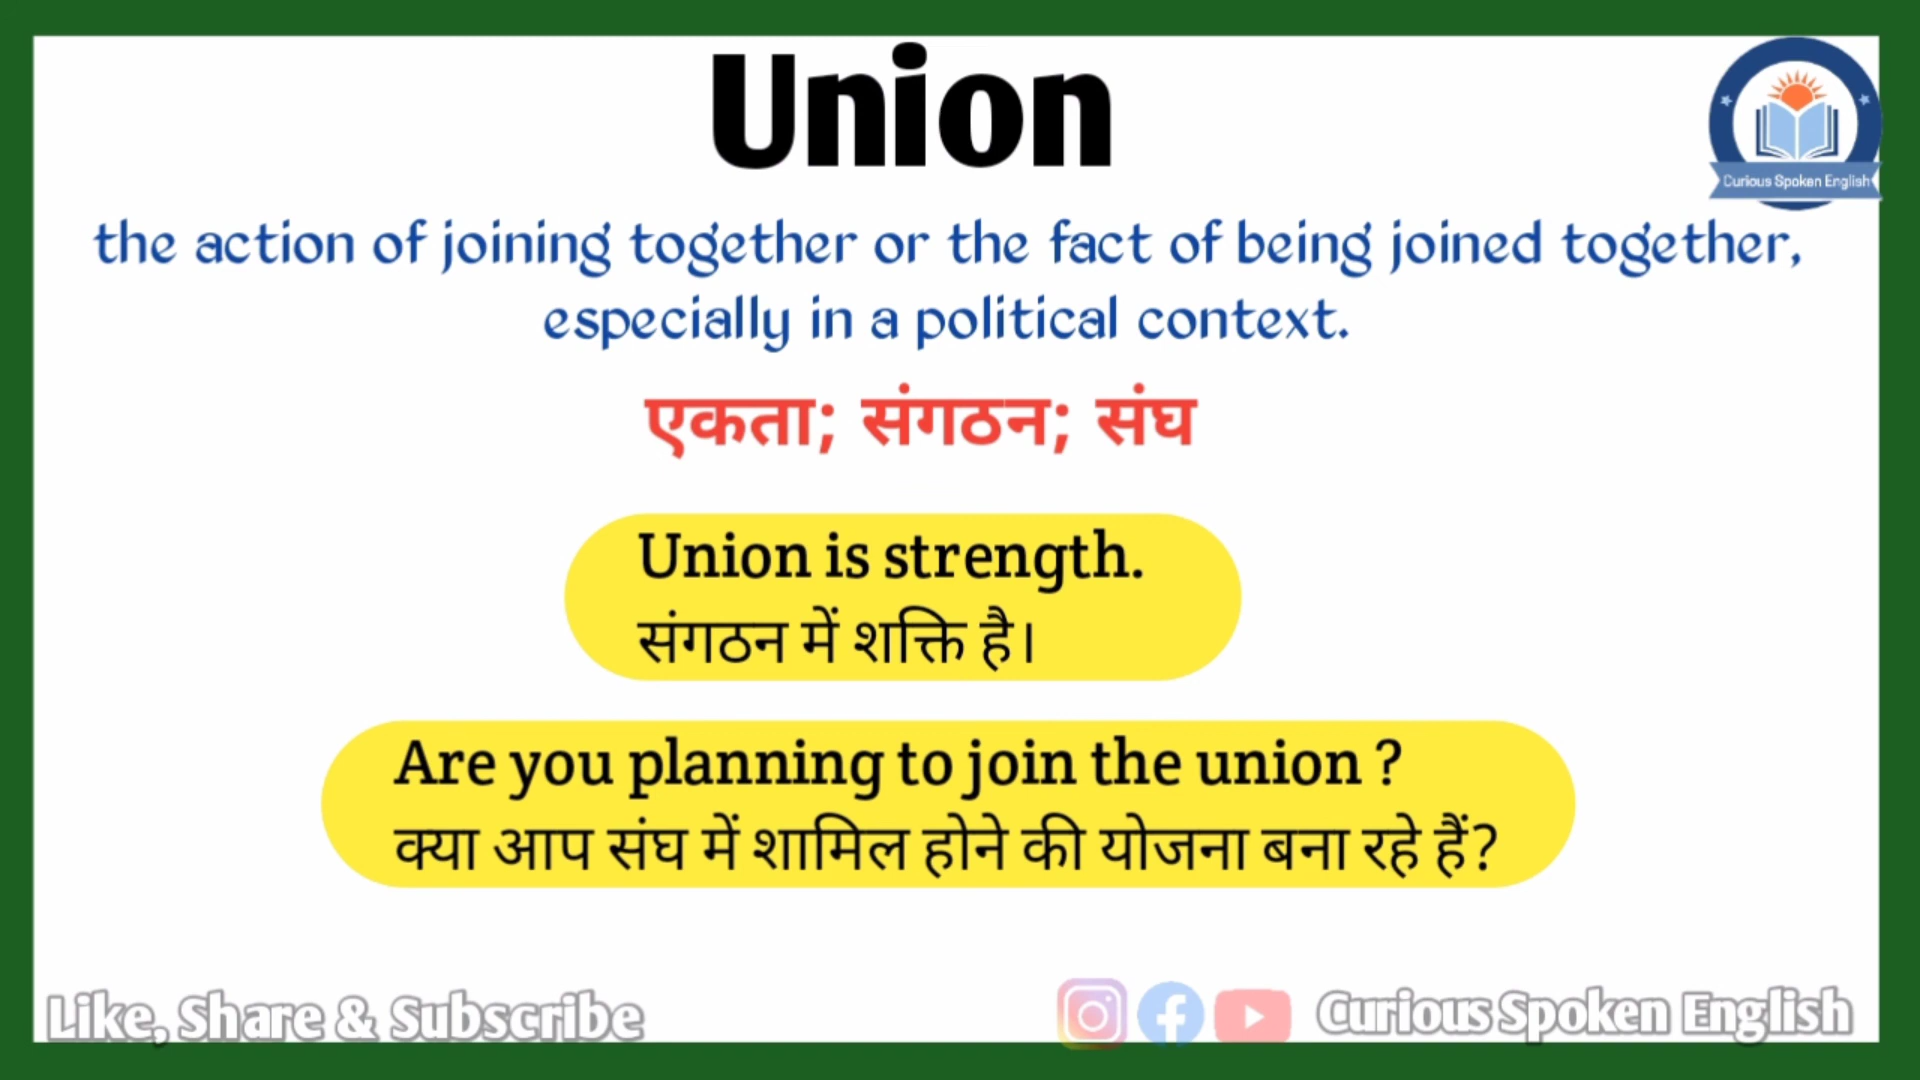 Union
Curious Spoken English
the action of joining together or the fact of being joined together,
especially in a political context.
एकता; संगठन; संघ
Union is strength.
संगठन में शक्ति है।
Are you planning to join the union ?
क्या आप संघ में शामिल होने की योजना बना रहे हैं?
Like, Share & Subscribe
Curious Spoken English